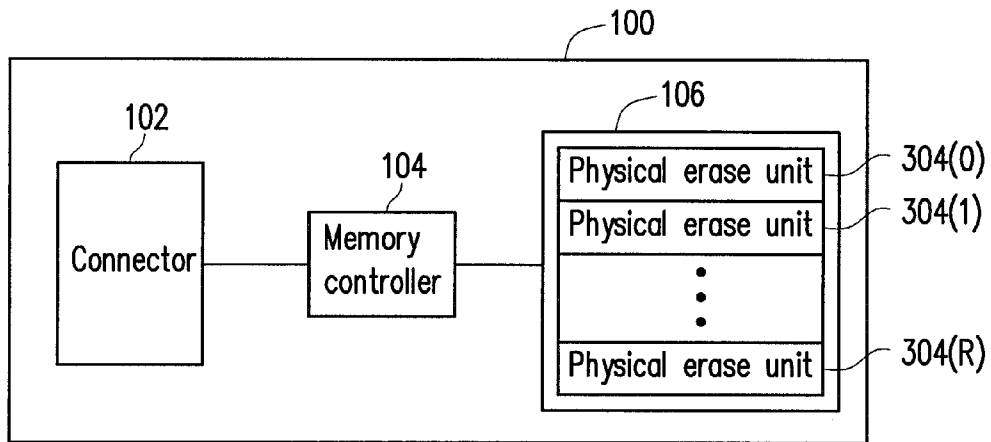 100
106
102
104
Physical erase unit
304(0)
Physical erase unit
304(1)
Memory
controller
Connector
Physical erase unit
304(R)